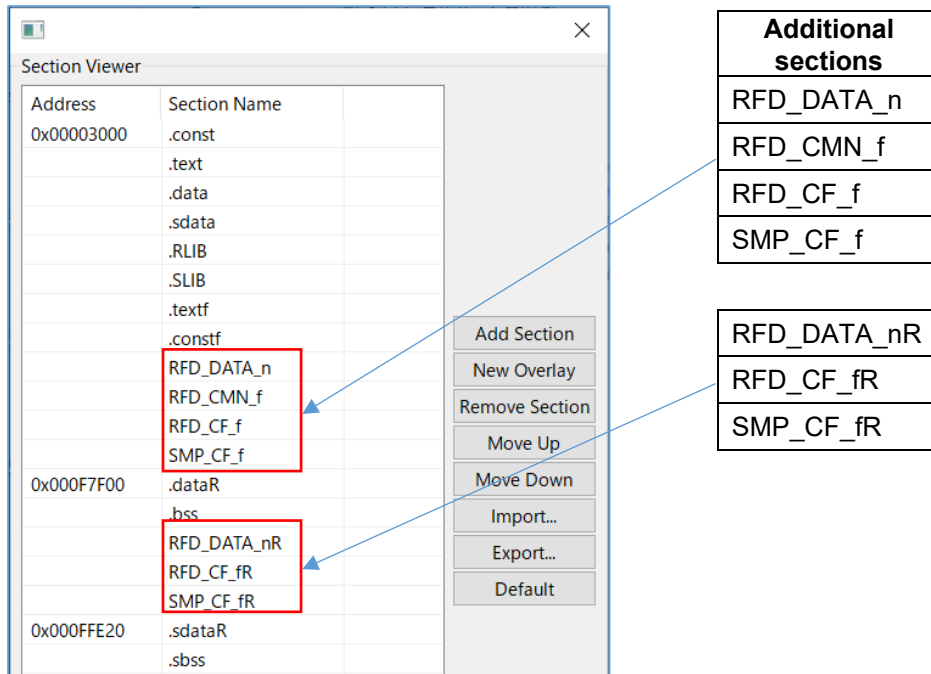 Section Viewer
Address Section Name
0x00003000 .const
.text
.data
.sdata
.RLIB
.SLIB
.textf
.constf
RFD_DATA_n
RFD_CMN_f
RFD_CF_f
SMP_CF_f
0x000F7F00 .dataR
.bss
RFD_DATA_nR
RFD_CF_fR
SMP_CF_fR
0x000FFE20 .sdataR
.sbss
Add Section
New Overlay
Remove Section
Move Up
Move Down
Import...
Export...
Default
Additional
sections
RFD_DATA_n
RFD_CMN_f
RFD_CF_f
SMP_CF_f
RFD_DATA_nR
RFD_CF_fR
SMP_CF_fR